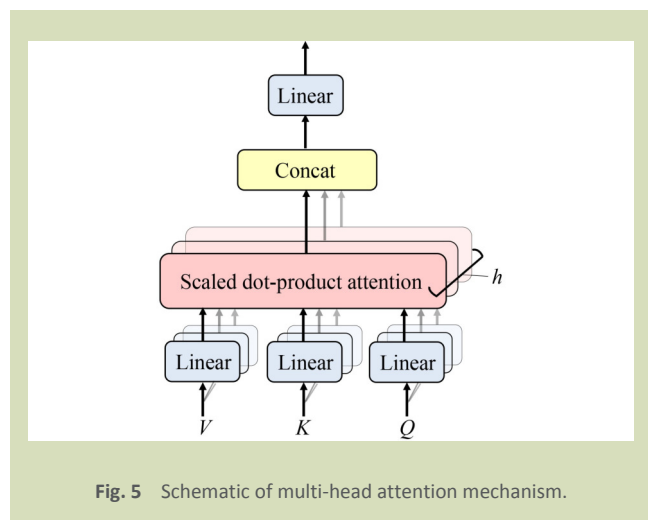 Linear
Concat
Scaled dot-product attention
h
Linear Linear Linear
V K Q
Fig. 5 Schematic of multi-head attention mechanism.